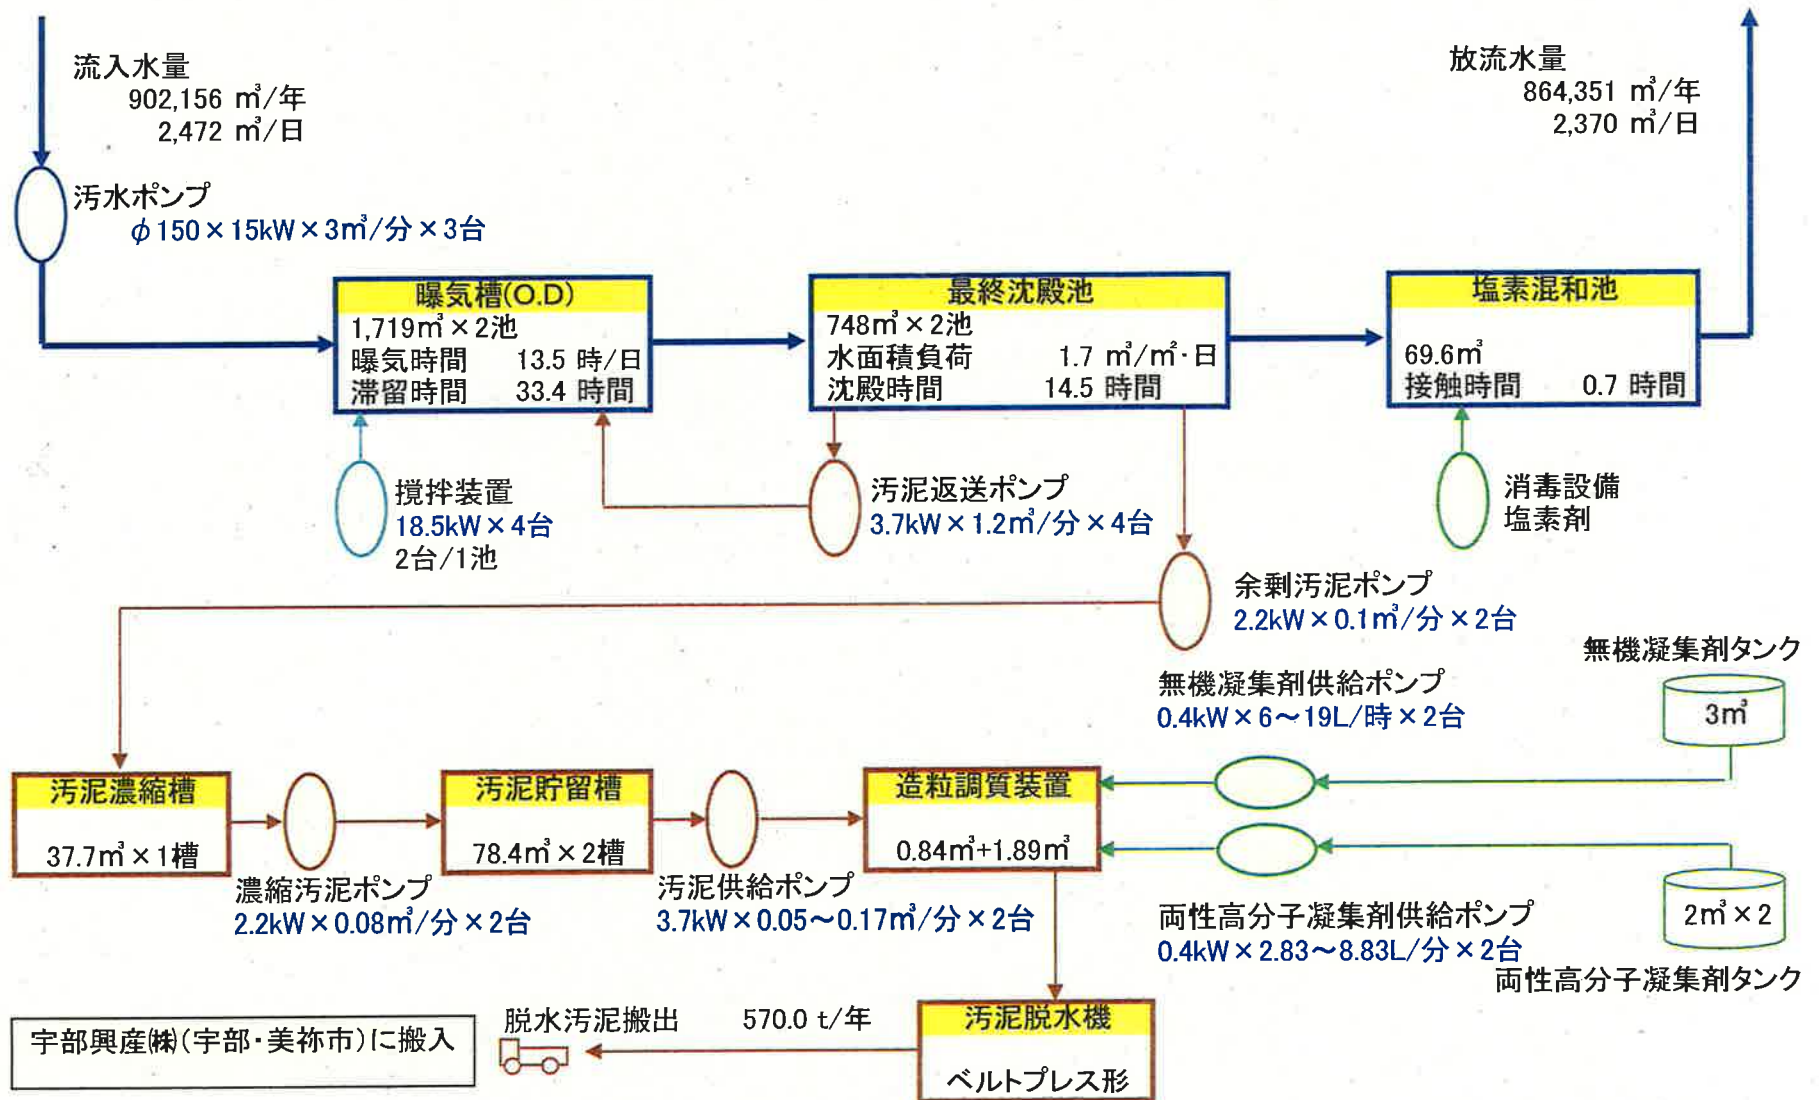 流入水量
902,156 ㎥/年
2,472 ㎥/日
放流水量
864,351 ㎥/年
2,370 ㎥/日
汚水ポンプ
φ150×15kW×3㎥/分×3台
曝気槽(O.D)
1,719㎥×2池
曝気時間 13.5 時/日
滞留時間 33.4 時間
最終沈殿池
748㎥×2池
水面積負荷 1.7 ㎥/㎡･日
沈殿時間 14.5 時間
塩素混和池
69.6㎥
接触時間 0.7 時間
撹拌装置
18.5kW×4台
2台/1池
汚泥返送ポンプ
3.7kW×1.2㎥/分×4台
消毒設備
塩素剤
余剰汚泥ポンプ
2.2kW×0.1㎥/分×2台
無機凝集剤タンク
3㎥
無機凝集剤供給ポンプ
0.4kW×6～19L/時×2台
汚泥濃縮槽
37.7㎥×1槽
汚泥貯留槽
78.4㎥×2槽
造粒調質装置
0.84㎥+1.89㎥
濃縮汚泥ポンプ
2.2kW×0.08㎥/分×2台
汚泥供給ポンプ
3.7kW×0.05～0.17㎥/分×2台
両性高分子凝集剤供給ポンプ
0.4kW×2.83～8.83L/分×2台
2㎥×2
両性高分子凝集剤タンク
宇部興産㈱(宇部･美祢市)に搬入
脱水汚泥搬出 570.0 t/年
汚泥脱水機
ベルトプレス形